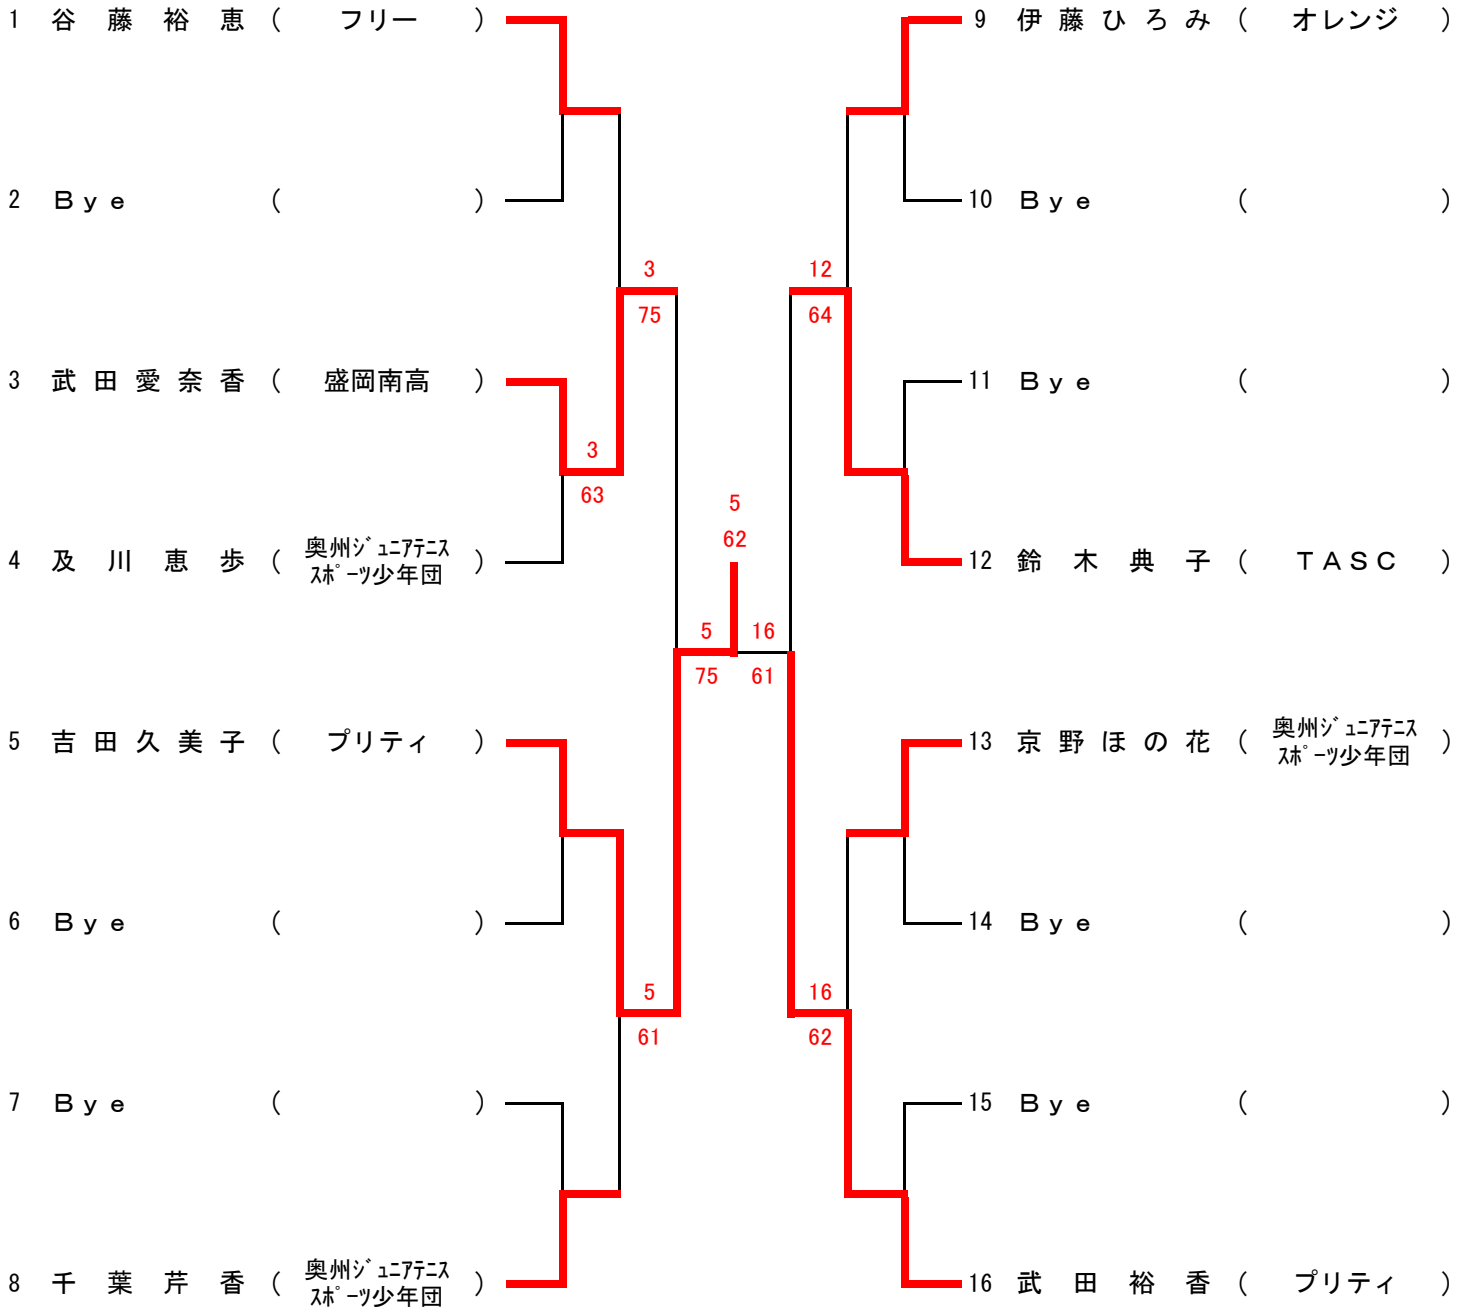 1 谷藤裕恵 ( フリー )
2 Ｂｙｅ ( )
3
75
3 武田愛奈香 ( 盛岡南高 )
3
63
4 及川恵歩 ( 奥州ｼﾞｭﾆｱﾃﾆｽ
ｽﾎﾟｰﾂ少年団 )
5
62
5
75
16
61
5 吉田久美子 ( プリティ )
6 Ｂｙｅ ( )
5
61
7 Ｂｙｅ ( )
8 千葉芹香 ( 奥州ｼﾞｭﾆｱﾃﾆｽ
ｽﾎﾟｰﾂ少年団 )
9 伊藤ひろみ ( オレンジ )
10 Ｂｙｅ ( )
12
64
11 Ｂｙｅ ( )
12 鈴木典子 ( ＴＡＳＣ )
13 京野ほの花 ( 奥州ｼﾞｭﾆｱﾃﾆｽ
ｽﾎﾟｰﾂ少年団 )
14 Ｂｙｅ ( )
16
62
15 Ｂｙｅ ( )
16 武田裕香 ( プリティ )